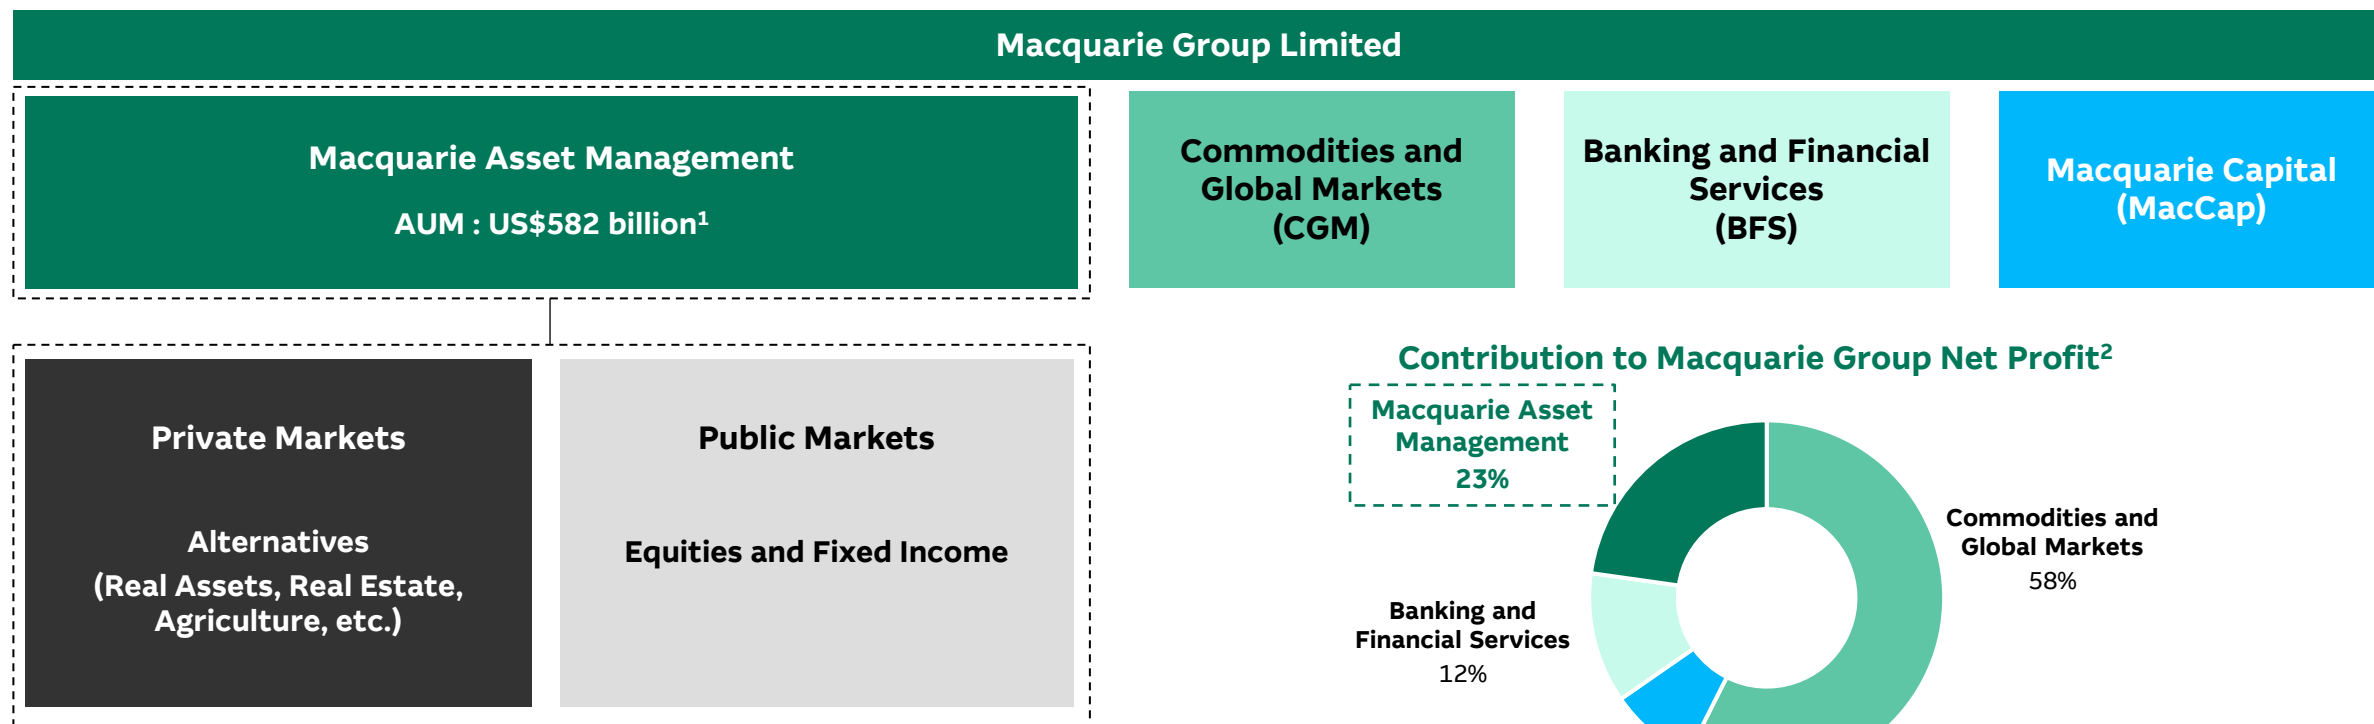 Macquarie Group Limited
Macquarie Asset Management
AUM : US$582 billion¹
Commodities and
Global Markets
(CGM)
Banking and Financial
Services
(BFS)
Macquarie Capital
(MacCap)
Private Markets
Alternatives
(Real Assets, Real Estate,
Agriculture, etc.)
Public Markets
Equities and Fixed Income
Contribution to Macquarie Group Net Profit²
Macquarie Asset
Management
23%
Commodities and
Global Markets
58%
Banking and
Financial Services
12%